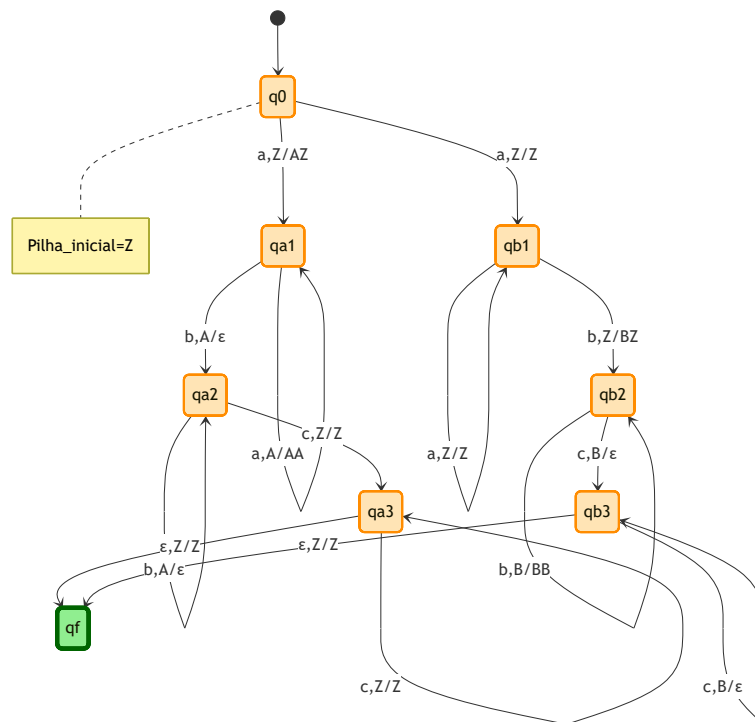 q0
a,Z/AZ
a,Z/Z
Pilha_inicial=Z
qa1
qb1
b,A/ε
b,Z/BZ
qa2
qb2
c,Z/Z
a,A/AA
a,Z/Z
c,B/ε
qa3
qb3
ε,Z/Z
ε,Z/Z
b,A/ε
b,B/BB
qf
c,Z/Z
c,B/ε